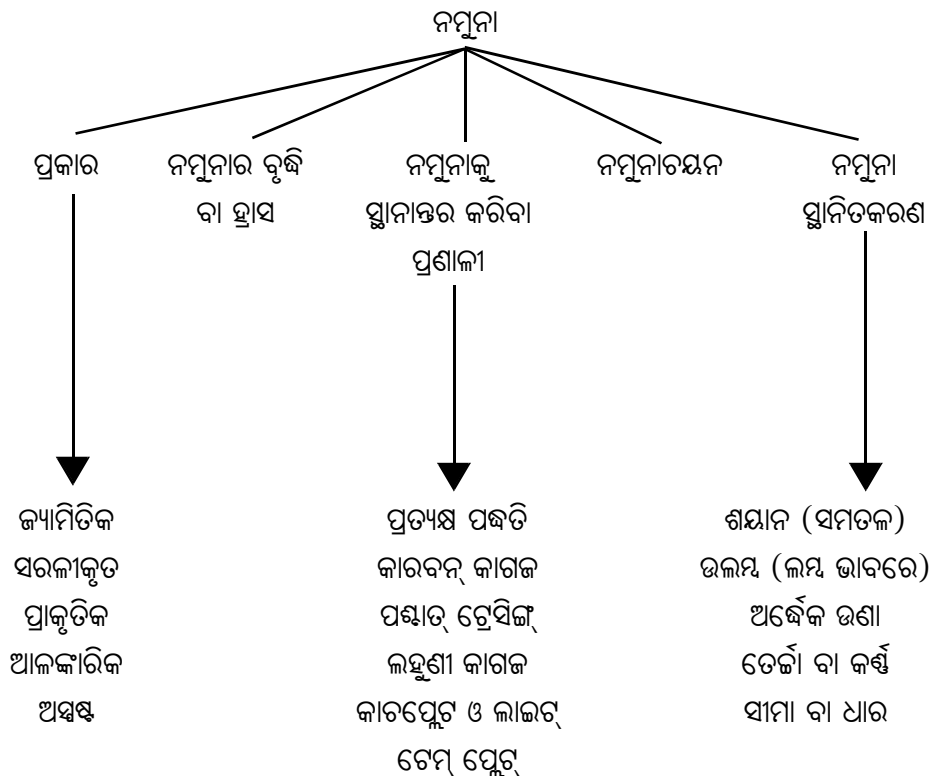 ନମୁନା
ପ୍ରକାର
ନମୁନାର ବୃଦ୍ଧି
ବା ହ୍ରାସ
ନମୁନାକୁ
ସ୍ଥାନାନ୍ତର କରିବା
ପ୍ରଣାଳୀ
ନମୁନାଚୟନ
ନମୁନା
ସ୍ଥାନିତକରଣ
ଜ୍ୟାମିତିକ
ସରଳୀକୃତ
ପ୍ରାକୃତିକ
ଆଳଙ୍କାରିକ
ଅସ୍ପଷ୍ଟ
ପ୍ରତ୍ୟକ୍ଷ ପଦ୍ଧତି
କାରବନ୍ କାଗଜ
ପଶ୍ଚାତ୍ ଟ୍ରେସିଙ୍ଗ୍
ଲହୁଣୀ କାଗଜ
କାଚପ୍ଲେଟ ଓ ଲାଇଟ୍
ଟେମ୍ ପ୍ଲେଟ୍
ଶୟାନ (ସମତଳ)
ଉଲମ୍ବ (ଲମ୍ବ ଭାବରେ)
ଅର୍ଦ୍ଧେକ ଉଣା
ତେର୍ଚ୍ଚା ବା କର୍ଣ୍ଣ
ସୀମା ବା ଧାର